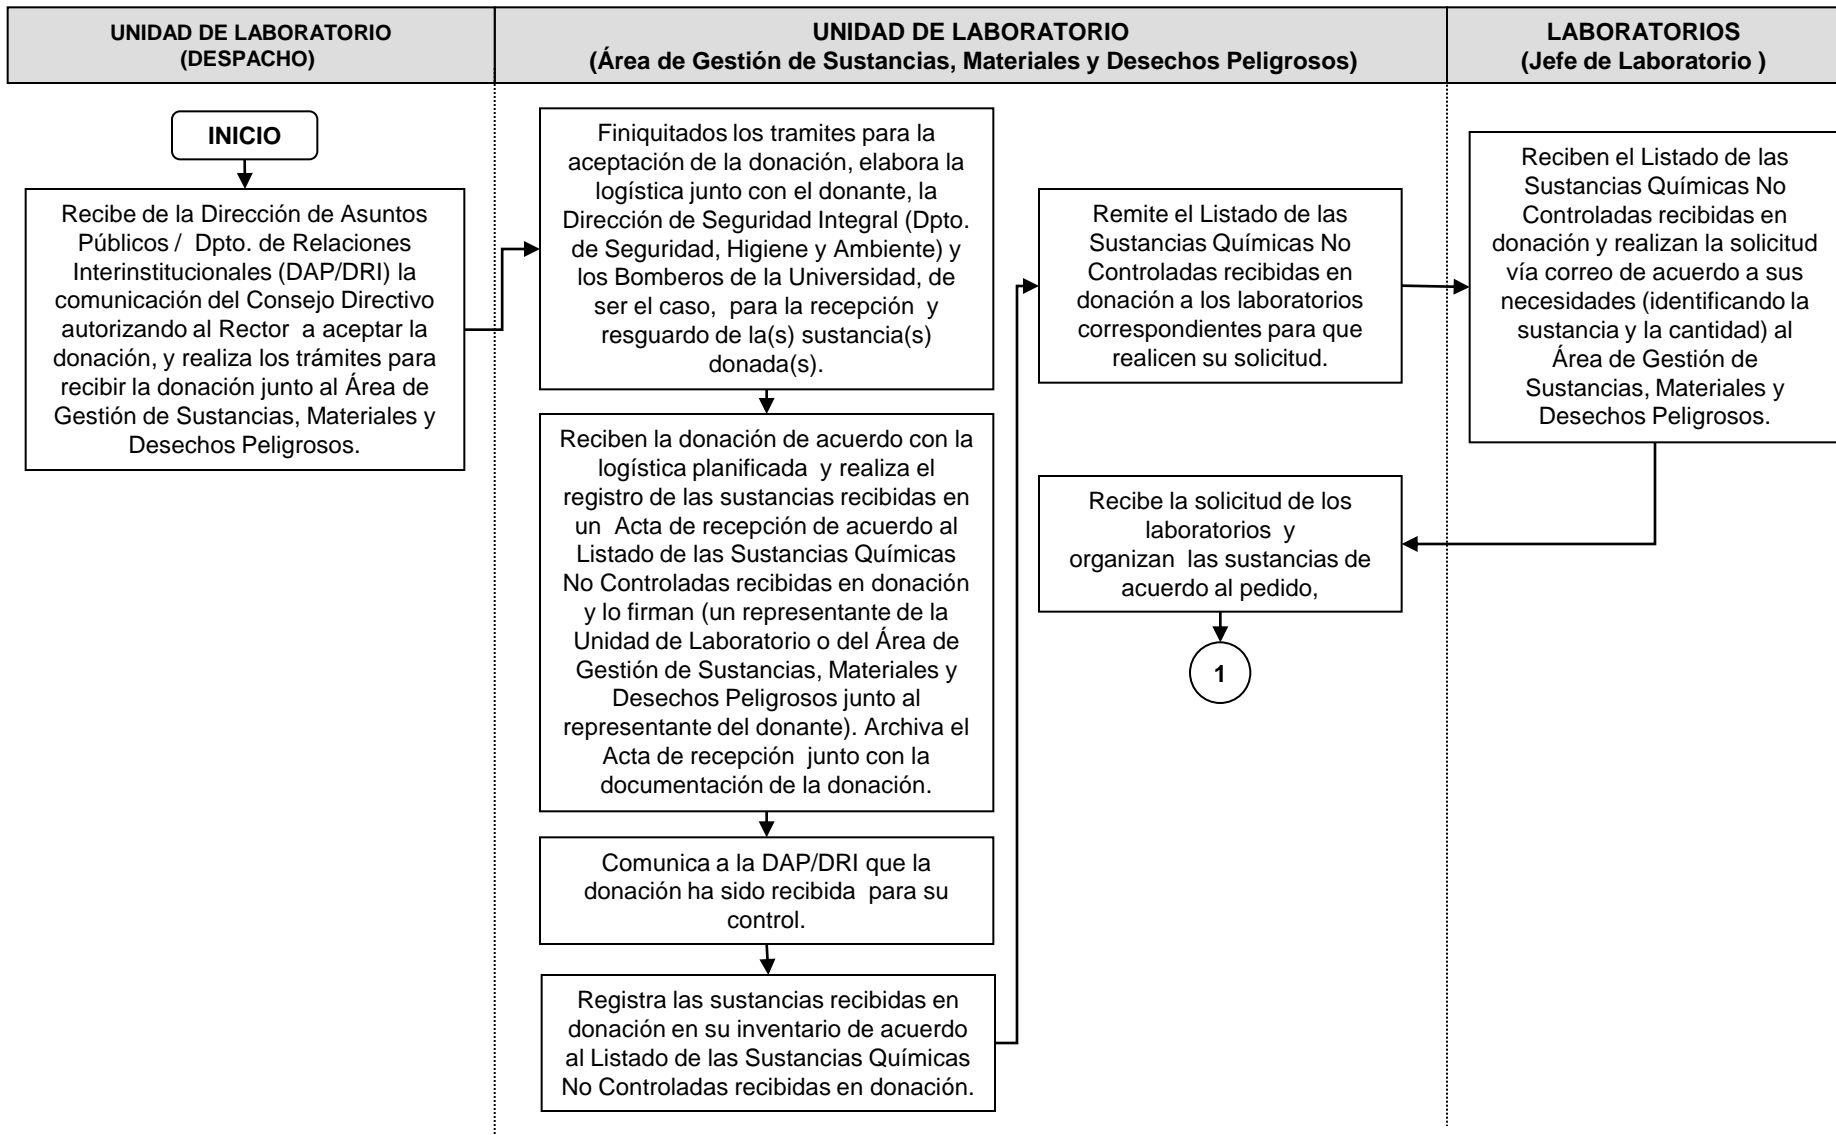 UNIDAD DE LABORATORIO
(DESPACHO)
UNIDAD DE LABORATORIO
(Área de Gestión de Sustancias, Materiales y Desechos Peligrosos)
LABORATORIOS
(Jefe de Laboratorio )
INICIO
Recibe de la Dirección de Asuntos
Públicos / Dpto. de Relaciones
Interinstitucionales (DAP/DRI) la
comunicación del Consejo Directivo
autorizando al Rector a aceptar la
donación, y realiza los trámites para
recibir la donación junto al Área de
Gestión de Sustancias, Materiales y
Desechos Peligrosos.
Finiquitados los tramites para la
aceptación de la donación, elabora la
logística junto con el donante, la
Dirección de Seguridad Integral (Dpto.
de Seguridad, Higiene y Ambiente) y
los Bomberos de la Universidad, de
ser el caso, para la recepción y
resguardo de la(s) sustancia(s)
donada(s).
Reciben la donación de acuerdo con la
logística planificada y realiza el
registro de las sustancias recibidas en
un Acta de recepción de acuerdo al
Listado de las Sustancias Químicas
No Controladas recibidas en donación
y lo firman (un representante de la
Unidad de Laboratorio o del Área de
Gestión de Sustancias, Materiales y
Desechos Peligrosos junto al
representante del donante). Archiva el
Acta de recepción junto con la
documentación de la donación.
Comunica a la DAP/DRI que la
donación ha sido recibida para su
control.
Registra las sustancias recibidas en
donación en su inventario de acuerdo
al Listado de las Sustancias Químicas
No Controladas recibidas en donación.
Remite el Listado de las
Sustancias Químicas No
Controladas recibidas en
donación a los laboratorios
correspondientes para que
realicen su solicitud.
Reciben el Listado de las
Sustancias Químicas No
Controladas recibidas en
donación y realizan la solicitud
vía correo de acuerdo a sus
necesidades (identificando la
sustancia y la cantidad) al
Área de Gestión de
Sustancias, Materiales y
Desechos Peligrosos.
Recibe la solicitud de los
laboratorios y
organizan las sustancias de
acuerdo al pedido,
1